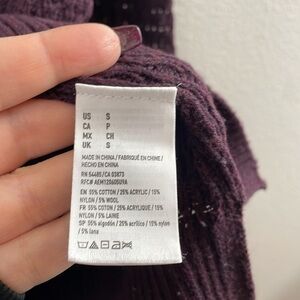 US S
CA P
MX CH
UK S
MADE IN CHINA / FABRIQUÉ EN CHINE /
HECHO EN CHINA
RN 54485/CA 03873
RFC# AEM120605U9A
EN: 55% COTTON / 25% ACRYLIC / 15%
NYLON / 5% WOOL
FR: 55% COTON / 25% ACRYLIQUE / 15%
NYLON / 5% LAINE
SP: 55% algodón / 25% acrílico / 15% nylon
/ 5% lana